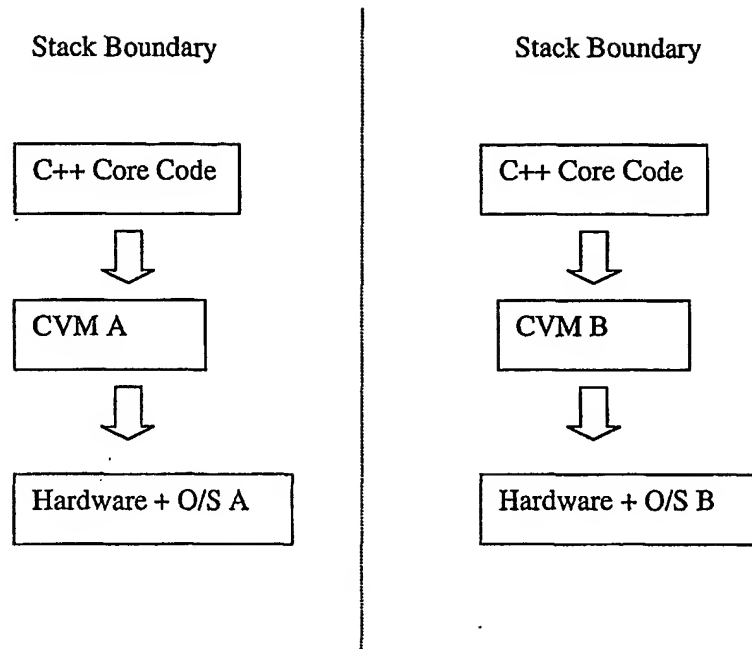 Stack Boundary
C++ Core Code
CVM A
Hardware + O/S A
Stack Boundary
C++ Core Code
CVM B
Hardware + O/S B